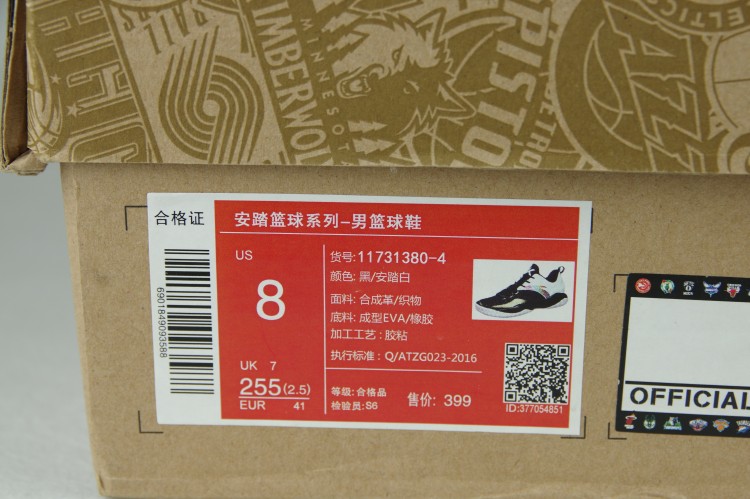 MINNESOTA
合格证
6901849093588
安踏篮球系列-男篮球鞋
US
8
UK 7
255(2.5)
EUR 41
货号:11731380-4
颜色: 黑/安踏白
面料: 合成革/织物
底料: 成型EVA/橡胶
加工工艺: 胶粘
执行标准: Q/ATZG023-2016
等级: 合格品
检验员: S6
售价: 399
ID:377054851
OFFICIAL